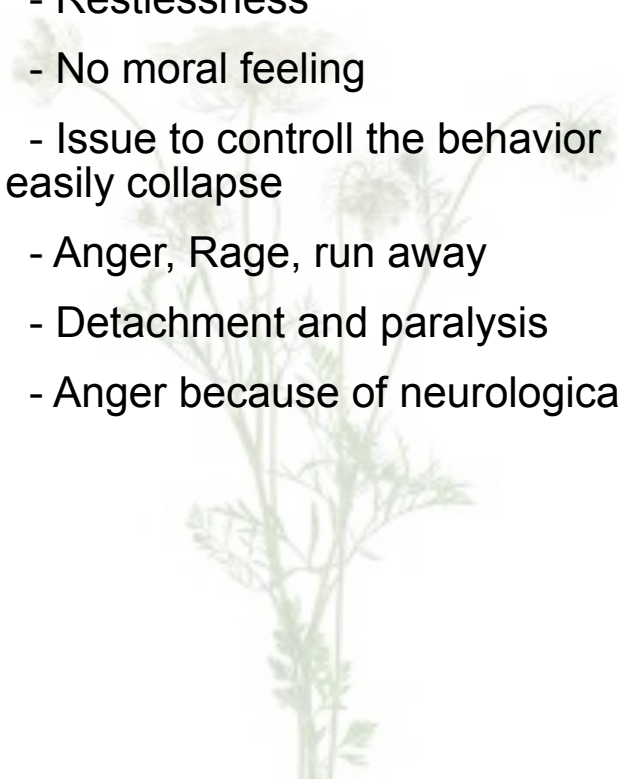 - Restlessness
- No moral feeling
- Issue to controll the behavior
easily collapse
- Anger, Rage, run away
- Detachment and paralysis
- Anger because of neurologica